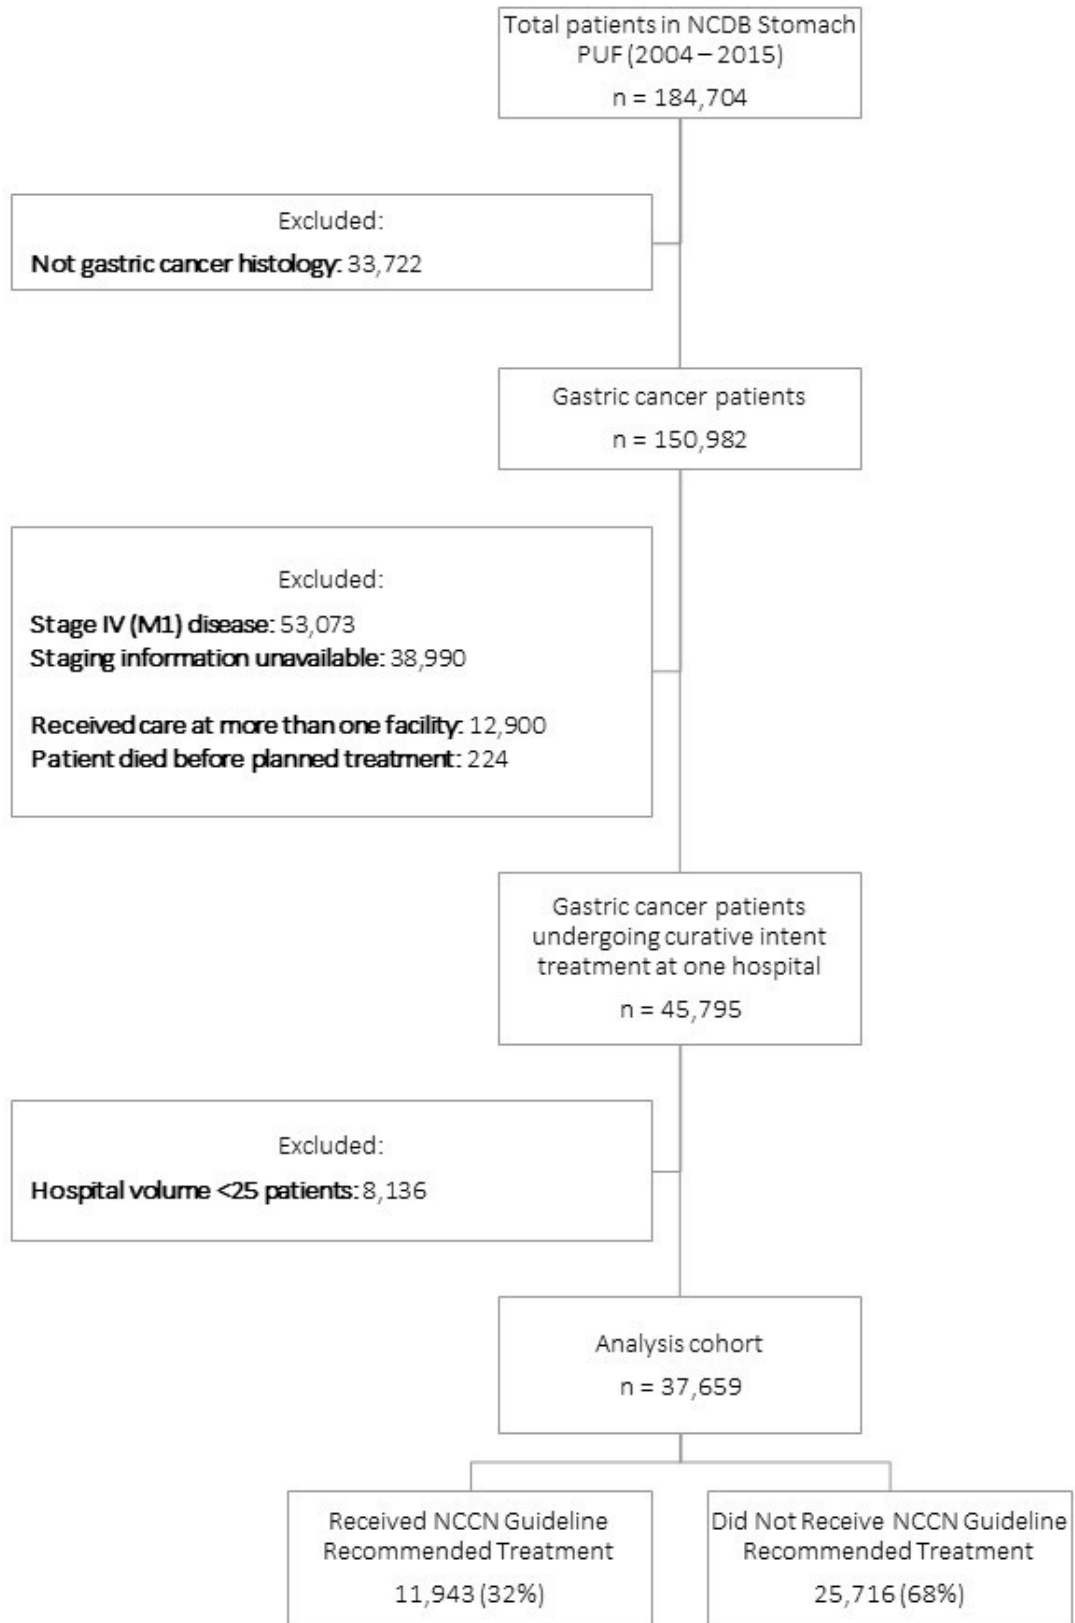 Total patients in NCDB Stomach
PUF (2004 – 2015)
n = 184,704
Excluded:
Not gastric cancer histology: 33,722
Gastric cancer patients
n = 150,982
Excluded:
Stage IV (M1) disease: 53,073
Staging information unavailable: 38,990
Received care at more than one facility: 12,900
Patient died before planned treatment: 224
Gastric cancer patients
undergoing curative intent
treatment at one hospital
n = 45,795
Excluded:
Hospital volume <25 patients: 8,136
Analysis cohort
n = 37,659
Received NCCN Guideline
Recommended Treatment
11,943 (32%)
Did Not Receive NCCN Guideline
Recommended Treatment
25,716 (68%)